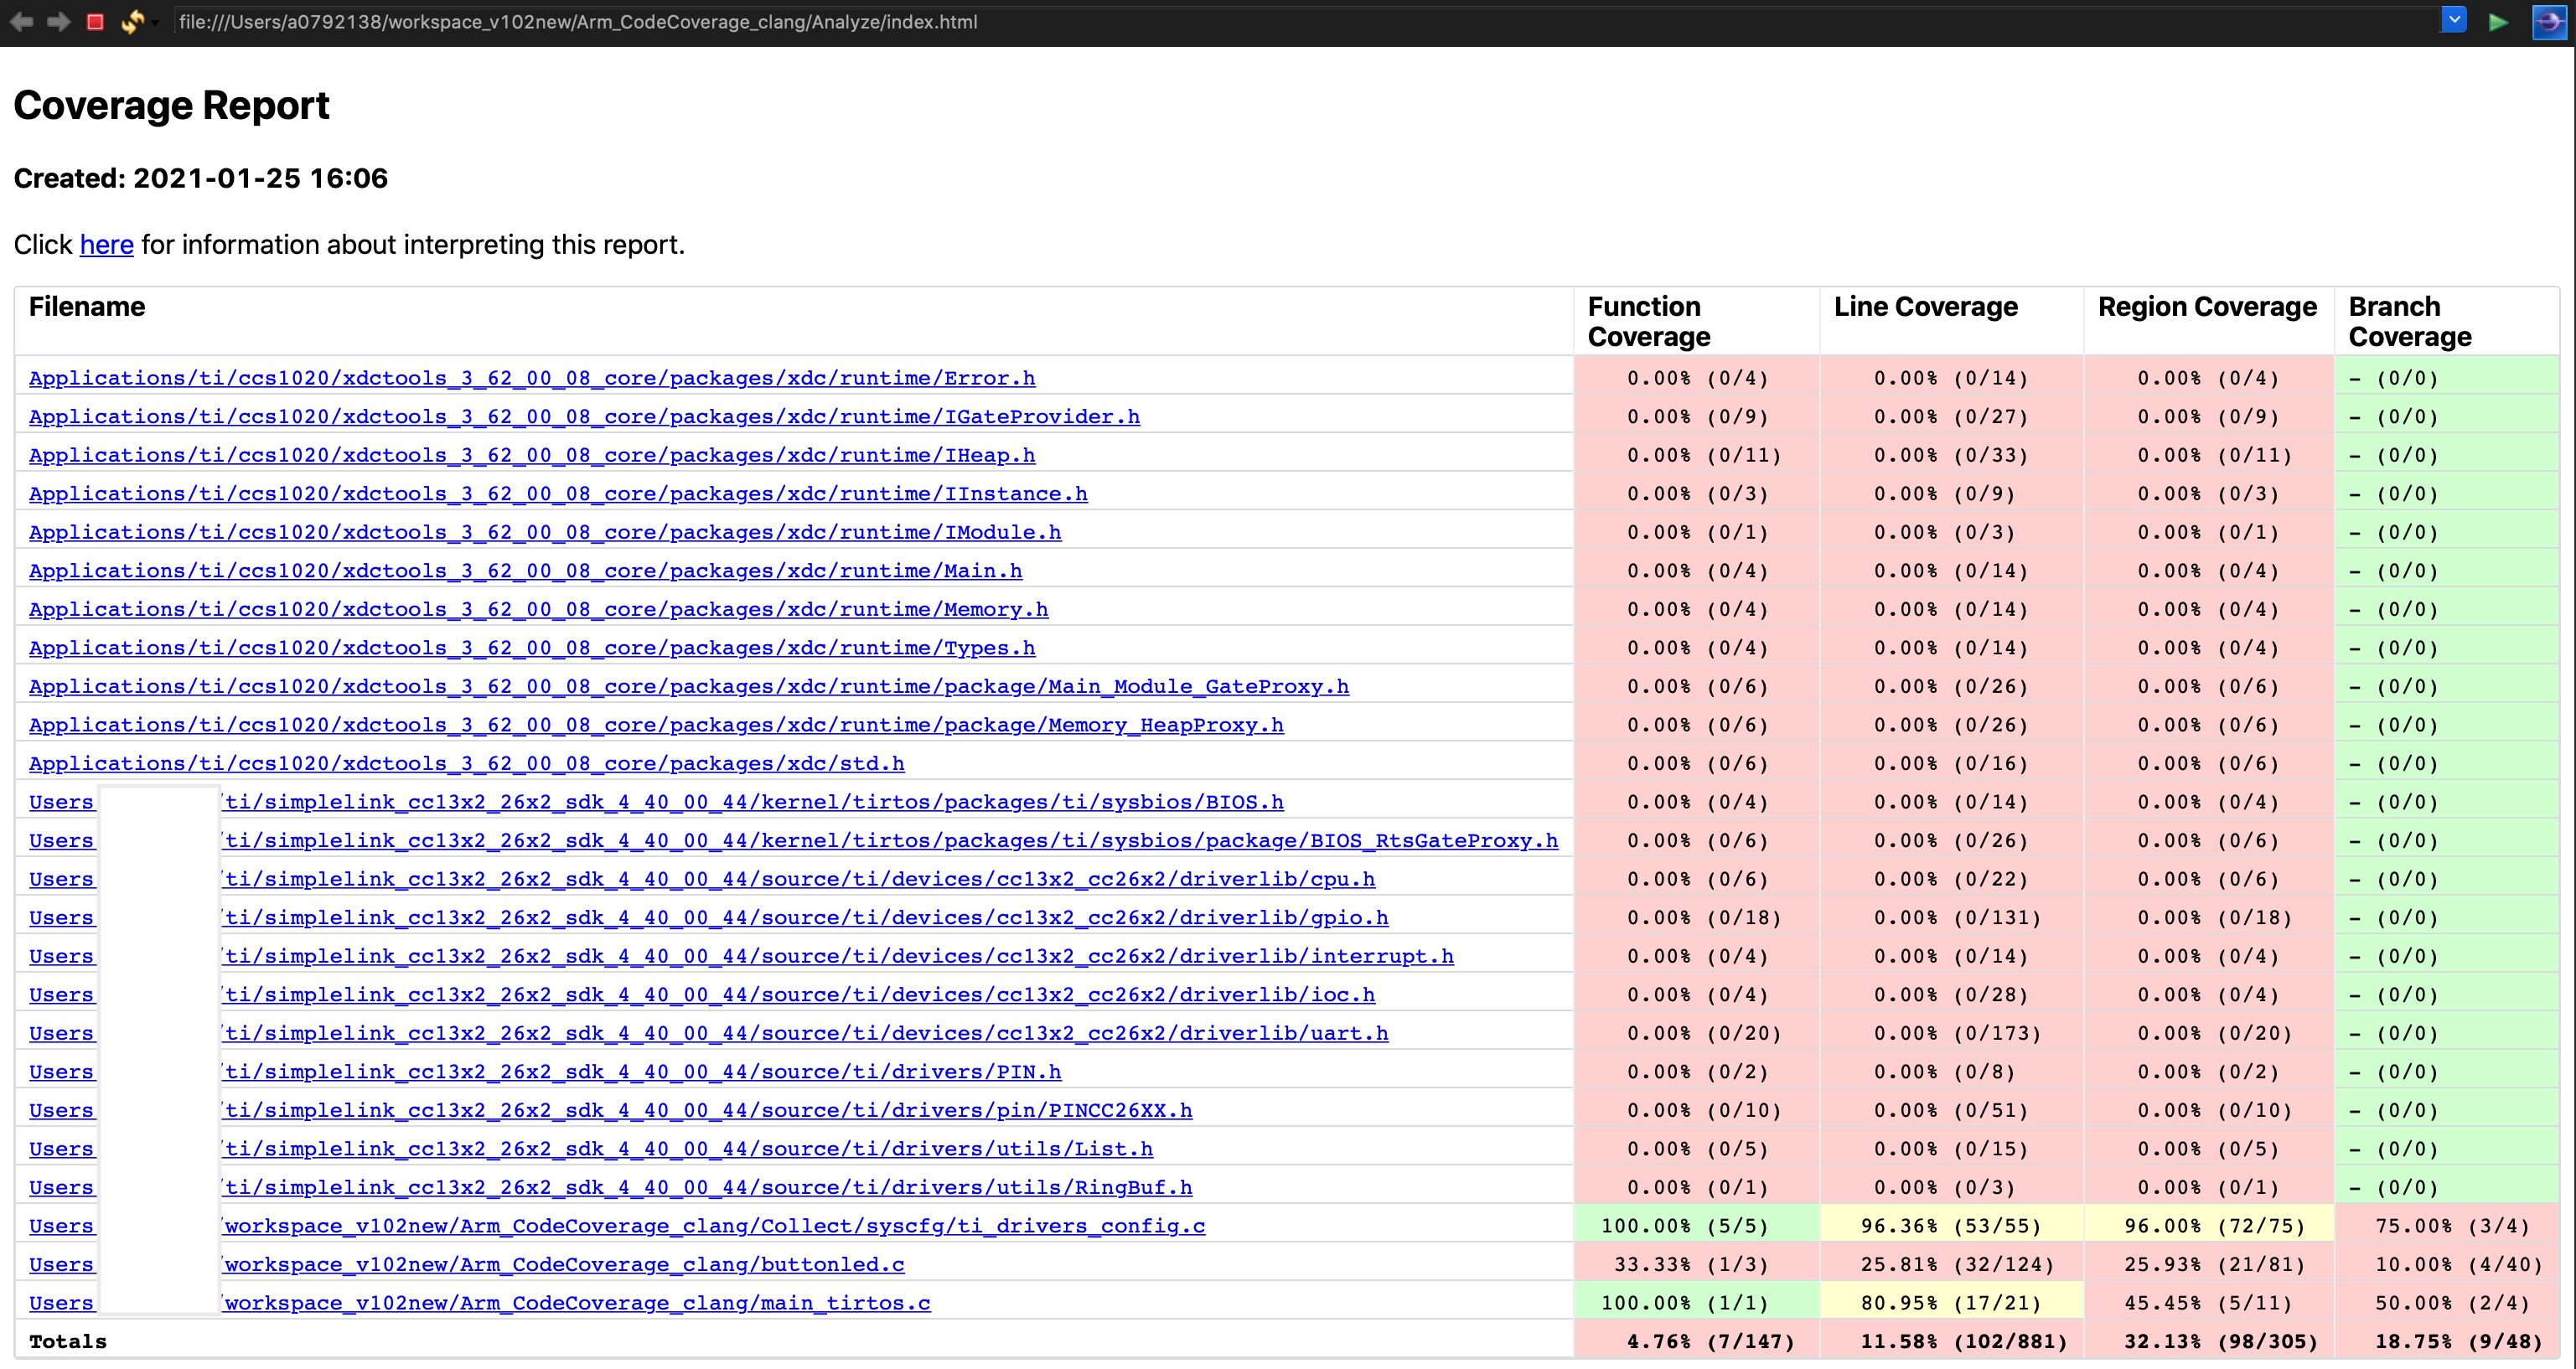 file:///Users/a0792138/workspace_v102new/Arm_CodeCoverage_clang/Analyze/index.html
Coverage Report
Created: 2021-01-25 16:06
Click here for information about interpreting this report.
Filename Function Coverage Line Coverage Region Coverage Branch Coverage
Applications/ti/ccs1020/xdctools_3_62_00_08_core/packages/xdc/runtime/Error.h 0.00% (0/4) 0.00% (0/14) 0.00% (0/4) - (0/0)
Applications/ti/ccs1020/xdctools_3_62_00_08_core/packages/xdc/runtime/IGateProvider.h 0.00% (0/9) 0.00% (0/27) 0.00% (0/9) - (0/0)
Applications/ti/ccs1020/xdctools_3_62_00_08_core/packages/xdc/runtime/IHeap.h 0.00% (0/11) 0.00% (0/33) 0.00% (0/11) - (0/0)
Applications/ti/ccs1020/xdctools_3_62_00_08_core/packages/xdc/runtime/IInstance.h 0.00% (0/3) 0.00% (0/9) 0.00% (0/3) - (0/0)
Applications/ti/ccs1020/xdctools_3_62_00_08_core/packages/xdc/runtime/IModule.h 0.00% (0/1) 0.00% (0/3) 0.00% (0/1) - (0/0)
Applications/ti/ccs1020/xdctools_3_62_00_08_core/packages/xdc/runtime/Main.h 0.00% (0/4) 0.00% (0/14) 0.00% (0/4) - (0/0)
Applications/ti/ccs1020/xdctools_3_62_00_08_core/packages/xdc/runtime/Memory.h 0.00% (0/4) 0.00% (0/14) 0.00% (0/4) - (0/0)
Applications/ti/ccs1020/xdctools_3_62_00_08_core/packages/xdc/runtime/Types.h 0.00% (0/4) 0.00% (0/14) 0.00% (0/4) - (0/0)
Applications/ti/ccs1020/xdctools_3_62_00_08_core/packages/xdc/runtime/package/Main_Module_GateProxy.h 0.00% (0/6) 0.00% (0/26) 0.00% (0/6) - (0/0)
Applications/ti/ccs1020/xdctools_3_62_00_08_core/packages/xdc/runtime/package/Memory_HeapProxy.h 0.00% (0/6) 0.00% (0/26) 0.00% (0/6) - (0/0)
Applications/ti/ccs1020/xdctools_3_62_00_08_core/packages/xdc/std.h 0.00% (0/6) 0.00% (0/16) 0.00% (0/6) - (0/0)
Users /ti/simplelink_cc13x2_26x2_sdk_4_40_00_44/kernel/tirtos/packages/ti/sysbios/BIOS.h 0.00% (0/4) 0.00% (0/14) 0.00% (0/4) - (0/0)
Users /ti/simplelink_cc13x2_26x2_sdk_4_40_00_44/kernel/tirtos/packages/ti/sysbios/package/BIOS_RtsGateProxy.h 0.00% (0/6) 0.00% (0/26) 0.00% (0/6) - (0/0)
Users /ti/simplelink_cc13x2_26x2_sdk_4_40_00_44/source/ti/devices/cc13x2_cc26x2/driverlib/cpu.h 0.00% (0/6) 0.00% (0/22) 0.00% (0/6) - (0/0)
Users /ti/simplelink_cc13x2_26x2_sdk_4_40_00_44/source/ti/devices/cc13x2_cc26x2/driverlib/gpio.h 0.00% (0/18) 0.00% (0/131) 0.00% (0/18) - (0/0)
Users /ti/simplelink_cc13x2_26x2_sdk_4_40_00_44/source/ti/devices/cc13x2_cc26x2/driverlib/interrupt.h 0.00% (0/4) 0.00% (0/14) 0.00% (0/4) - (0/0)
Users /ti/simplelink_cc13x2_26x2_sdk_4_40_00_44/source/ti/devices/cc13x2_cc26x2/driverlib/ioc.h 0.00% (0/4) 0.00% (0/28) 0.00% (0/4) - (0/0)
Users /ti/simplelink_cc13x2_26x2_sdk_4_40_00_44/source/ti/devices/cc13x2_cc26x2/driverlib/uart.h 0.00% (0/20) 0.00% (0/173) 0.00% (0/20) - (0/0)
Users /ti/simplelink_cc13x2_26x2_sdk_4_40_00_44/source/ti/drivers/PIN.h 0.00% (0/2) 0.00% (0/8) 0.00% (0/2) - (0/0)
Users /ti/simplelink_cc13x2_26x2_sdk_4_40_00_44/source/ti/drivers/pin/PINCC26XX.h 0.00% (0/10) 0.00% (0/51) 0.00% (0/10) - (0/0)
Users /ti/simplelink_cc13x2_26x2_sdk_4_40_00_44/source/ti/drivers/utils/List.h 0.00% (0/5) 0.00% (0/15) 0.00% (0/5) - (0/0)
Users /ti/simplelink_cc13x2_26x2_sdk_4_40_00_44/source/ti/drivers/utils/RingBuf.h 0.00% (0/1) 0.00% (0/3) 0.00% (0/1) - (0/0)
Users /workspace_v102new/Arm_CodeCoverage_clang/Collect/syscfg/ti_drivers_config.c 100.00% (5/5) 96.36% (53/55) 96.00% (72/75) 75.00% (3/4)
Users /workspace_v102new/Arm_CodeCoverage_clang/buttonled.c 33.33% (1/3) 25.81% (32/124) 25.93% (21/81) 10.00% (4/40)
Users /workspace_v102new/Arm_CodeCoverage_clang/main_tirtos.c 100.00% (1/1) 80.95% (17/21) 45.45% (5/11) 50.00% (2/4)
Totals 4.76% (7/147) 11.58% (102/881) 32.13% (98/305) 18.75% (9/48)